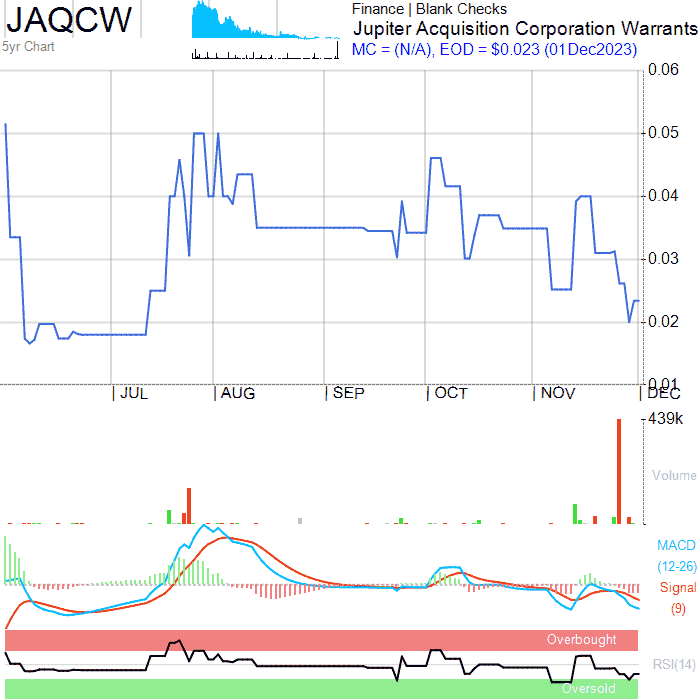 JAQCW
5yr Chart
Finance | Blank Checks
Jupiter Acquisition Corporation Warrants
MC = (N/A), EOD = $0.023 (01Dec2023)
0.06
0.05
0.04
0.03
0.02
0.01
JUL AUG SEP OCT NOV DEC
439k
Volume
MACD
(12-26)
Signal
(9)
Overbought
RSI(14)
Oversold